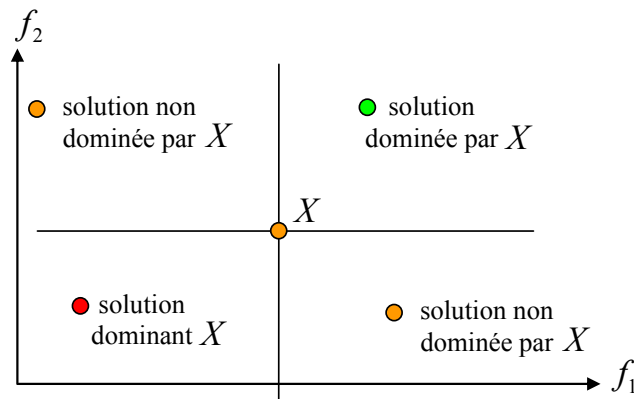 f₂
solution non
dominée par X
solution
dominée par X
X
solution
dominant X
solution non
dominée par X
f₁